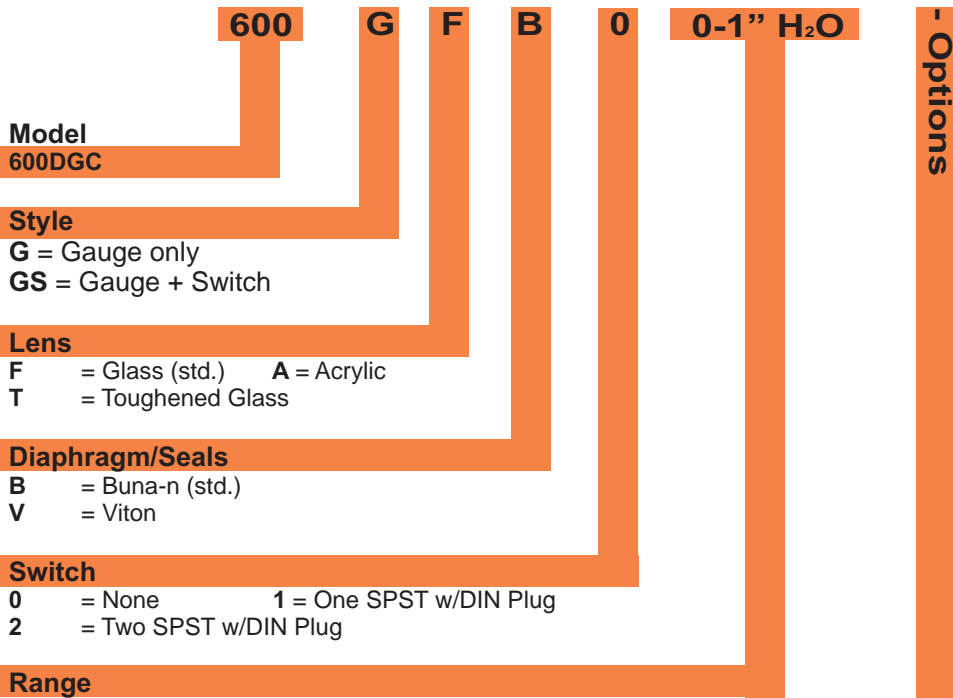 600 G F B 0 0-1” H₂O
- Options
Model
600DGC
Style
G = Gauge only
GS = Gauge + Switch
Lens
F = Glass (std.) A = Acrylic
T = Toughened Glass
Diaphragm/Seals
B = Buna-n (std.)
V = Viton
Switch
0 = None 1 = One SPST w/DIN Plug
2 = Two SPST w/DIN Plug
Range